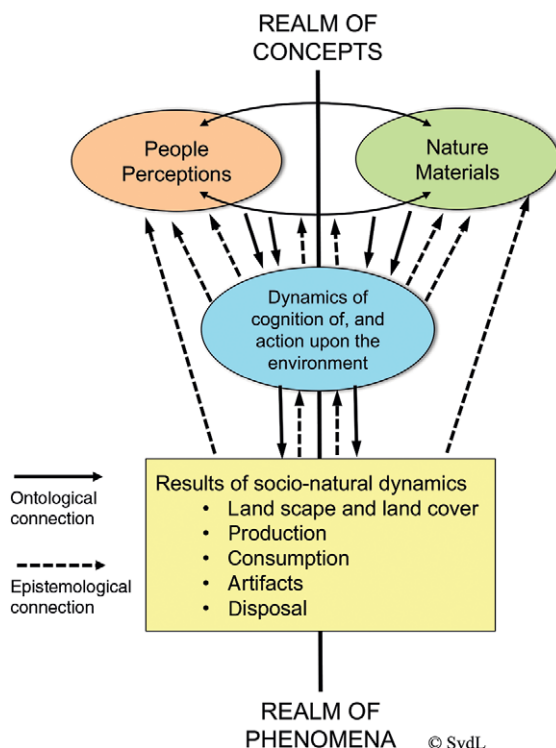 REALM OF
CONCEPTS
People
Perceptions
Nature
Materials
Dynamics of
cognition of, and
action upon the
environment
Ontological
connection
Epistemological
connection
Results of socio-natural dynamics
• Land scape and land cover
• Production
• Consumption
• Artifacts
• Disposal
REALM OF
PHENOMENA
© SvdL